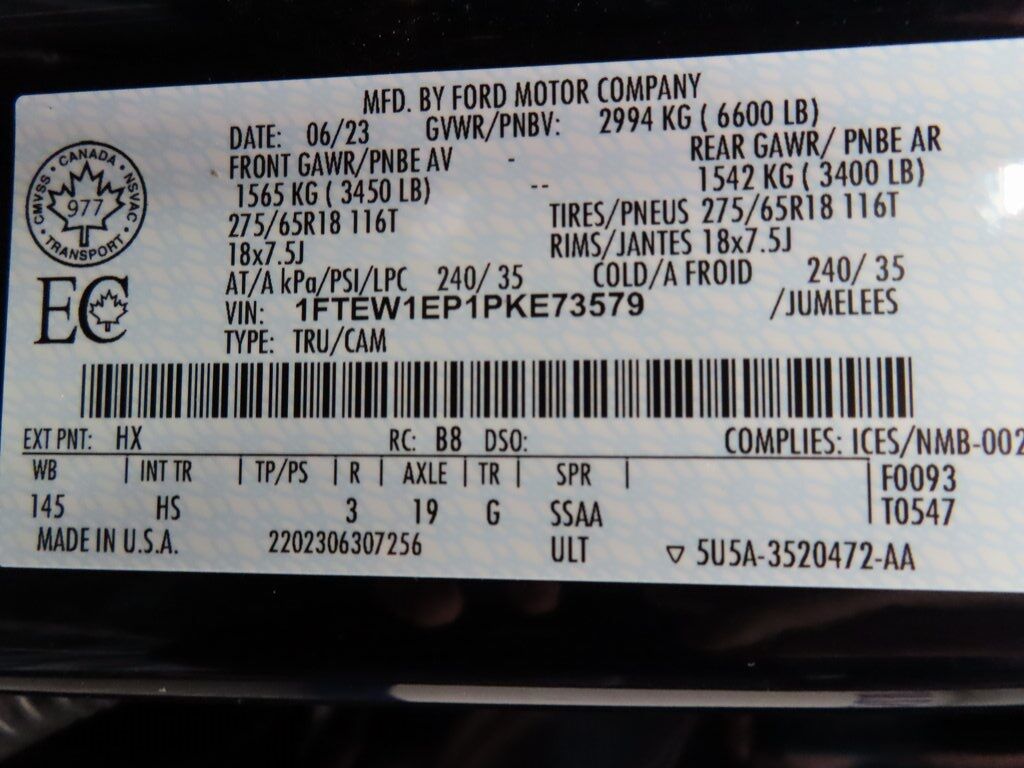 MFD. BY FORD MOTOR COMPANY
DATE: 06/23 GVWR/PNBV: 2994 KG ( 6600 LB)
FRONT GAWR/PNBE AV - REAR GAWR/ PNBE AR
1565 KG ( 3450 LB) -- 1542 KG ( 3400 LB)
275/65R18 116T TIRES/PNEUS 275/65R18 116T
18x7.5J RIMS/JANTES 18x7.5J
AT/A kPa/PSI/LPC 240/ 35 COLD/A FROID 240/ 35
VIN: 1FTEW1EP1PKE73579 /JUMELEES
TYPE: TRU/CAM
CANADA · NSVAC · TRANSPORT · CMVSS ·
977
EC
EXT PNT: HX RC: B8 DSO: COMPLIES: ICES/NMB-002
WB | INT TR | TP/PS | R | AXLE | TR | SPR | F0093
145 HS 3 19 G SSAA T0547
MADE IN U.S.A. 2202306307256 ULT ▽ 5U5A-3520472-AA